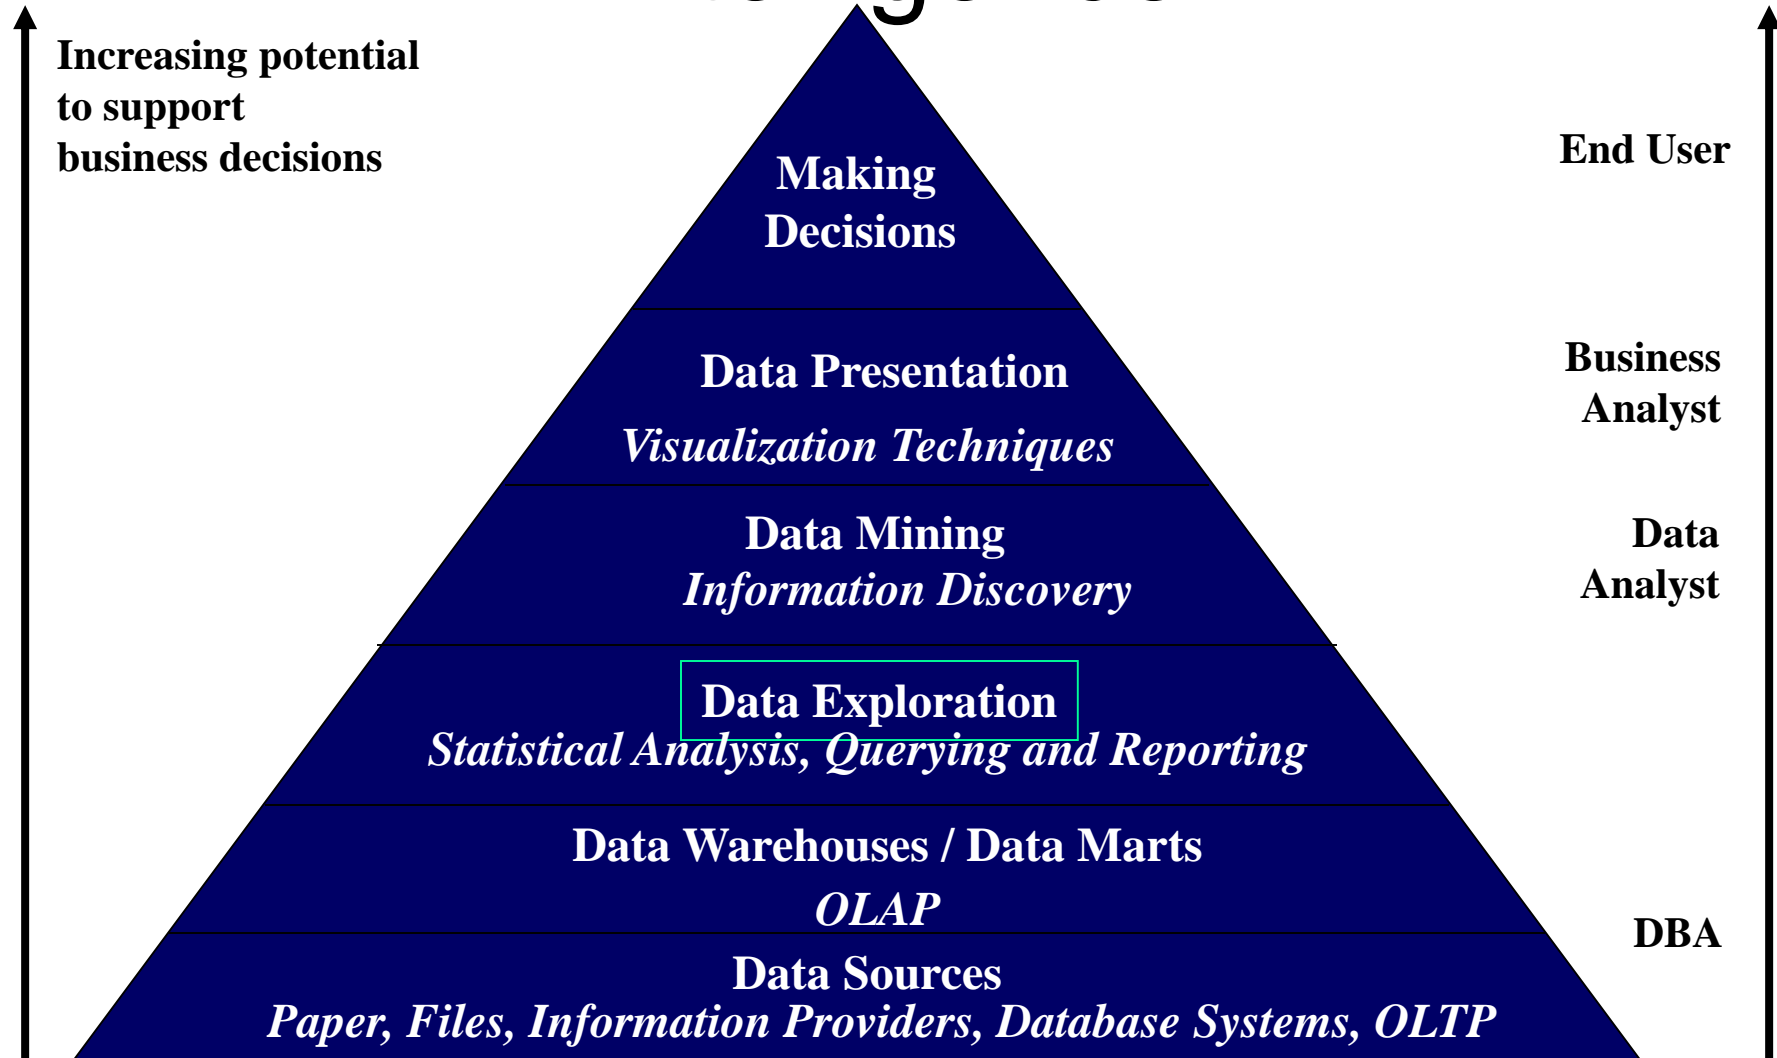 Increasing potential
to support
business decisions
End User
Making
Decisions
Business
Analyst
Data Presentation
Visualization Techniques
Data
Analyst
Data Mining
Information Discovery
Data Exploration
Statistical Analysis, Querying and Reporting
Data Warehouses / Data Marts
OLAP
DBA
Data Sources
Paper, Files, Information Providers, Database Systems, OLTP